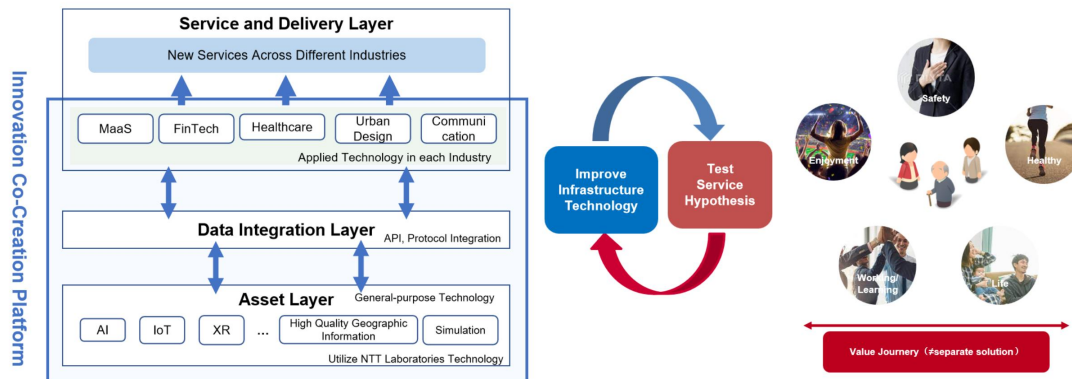 Innovation Co-Creation Platform
Service and Delivery Layer
New Services Across Different Industries
MaaS
FinTech
Healthcare
Urban
Design
Communi
cation
Applied Technology in each Industry
Data Integration Layer
API, Protocol Integration
Asset Layer
General-purpose Technology
AI
IoT
XR
...
High Quality Geographic
Information
Simulation
Utilize NTT Laboratories Technology
Improve
Infrastructure
Technology
Test
Service
Hypothesis
Safety
Enjoyment
Healthy
Working/
Learning
Life
Value Journery（≠separate solution）